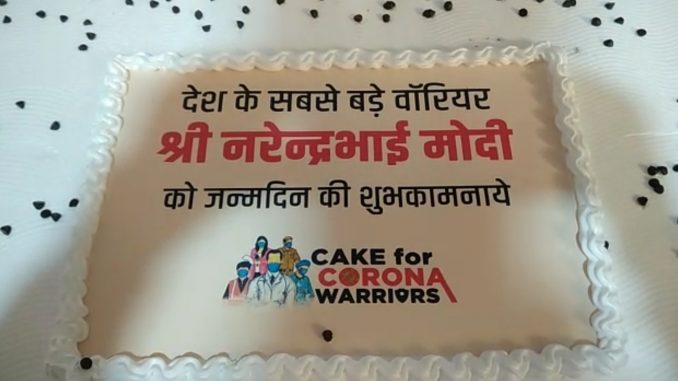 देश के सबसे बड़े वॉरियर
श्री नरेन्द्रभाई मोदी
को जन्मदिन की शुभकामनाये
CAKE for
CORONA
WARRIORS